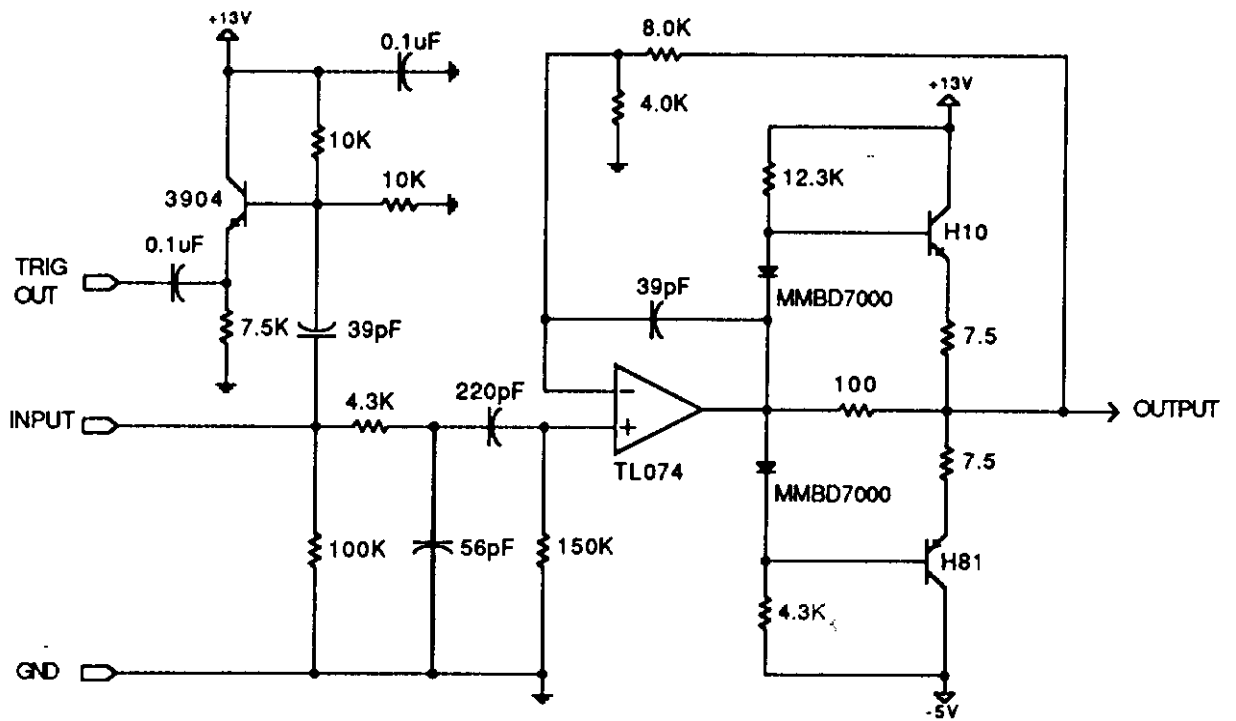 +13V
0.1uF
8.0K
+13V
4.0K
10K
12.3K
10K
3904
H10
0.1uF
TRIG
OUT
39pF
MMBD7000
7.5K
39pF
7.5
220pF
100
4.3K
INPUT
OUTPUT
TL074
7.5
MMBD7000
100K
56pF
150K
H81
4.3K
GND
-5V